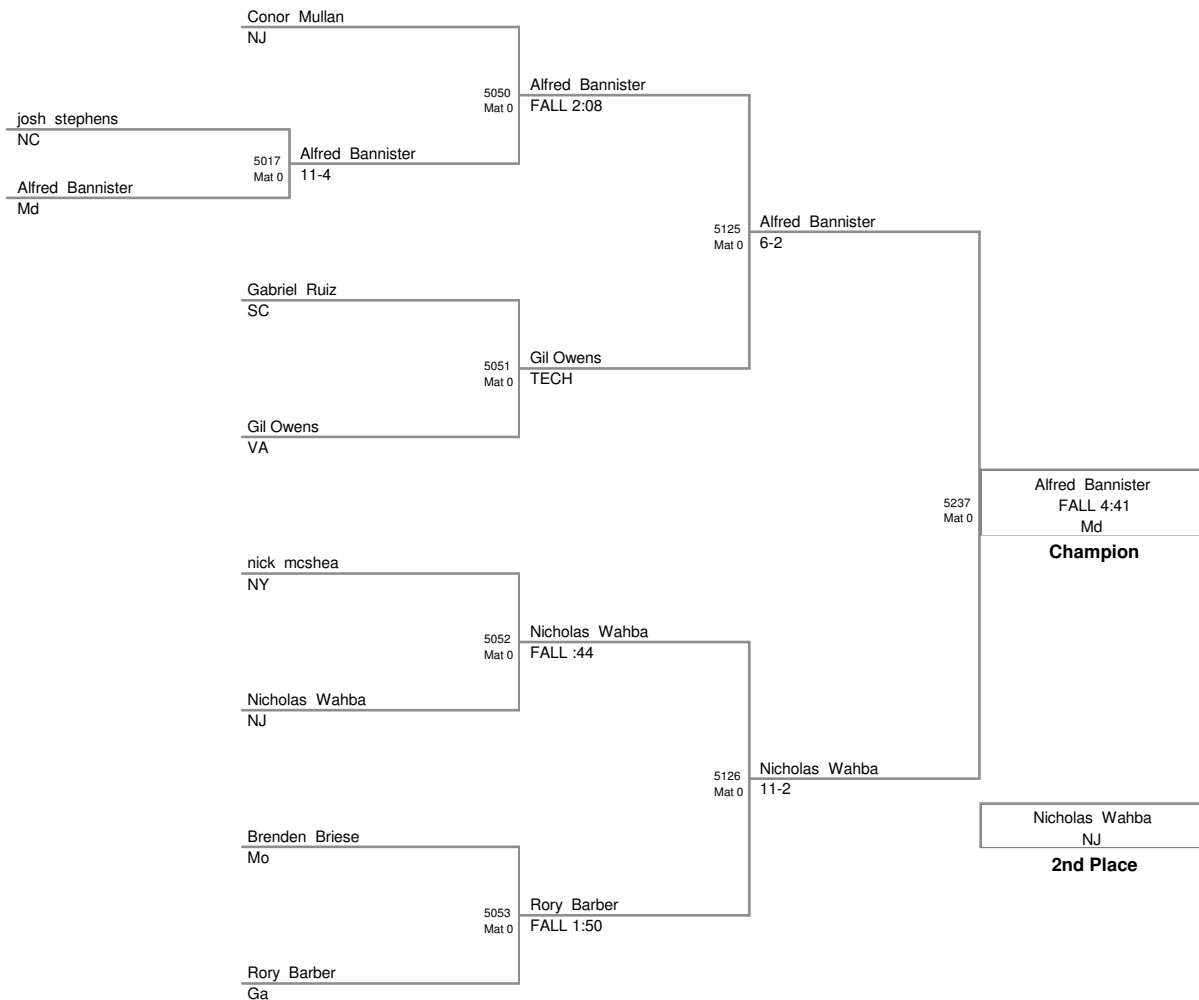 Conor Mullan
NJ
josh stephens
NC
5017
Mat 0
Alfred Bannister
11-4
Alfred Bannister
Md
5050
Mat 0
Alfred Bannister
FALL 2:08
Gabriel Ruiz
SC
5051
Mat 0
Gil Owens
TECH
Gil Owens
VA
5125
Mat 0
Alfred Bannister
6-2
nick mcshea
NY
5052
Mat 0
Nicholas Wahba
FALL :44
Nicholas Wahba
NJ
Brenden Briese
Mo
5053
Mat 0
Rory Barber
FALL 1:50
Rory Barber
Ga
5126
Mat 0
Nicholas Wahba
11-2
5237
Mat 0
Alfred Bannister
FALL 4:41
Md
Champion
Nicholas Wahba
NJ
2nd Place